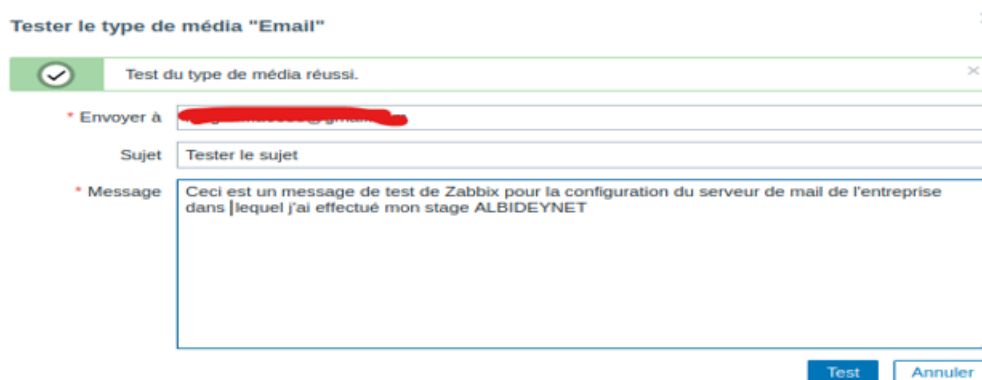 Tester le type de média "Email"
Test du type de média réussi.
* Envoyer à
Sujet Tester le sujet
* Message Ceci est un message de test de Zabbix pour la configuration du serveur de mail de l'entreprise
dans lequel j'ai effectué mon stage ALBIDEYNET
Test Annuler